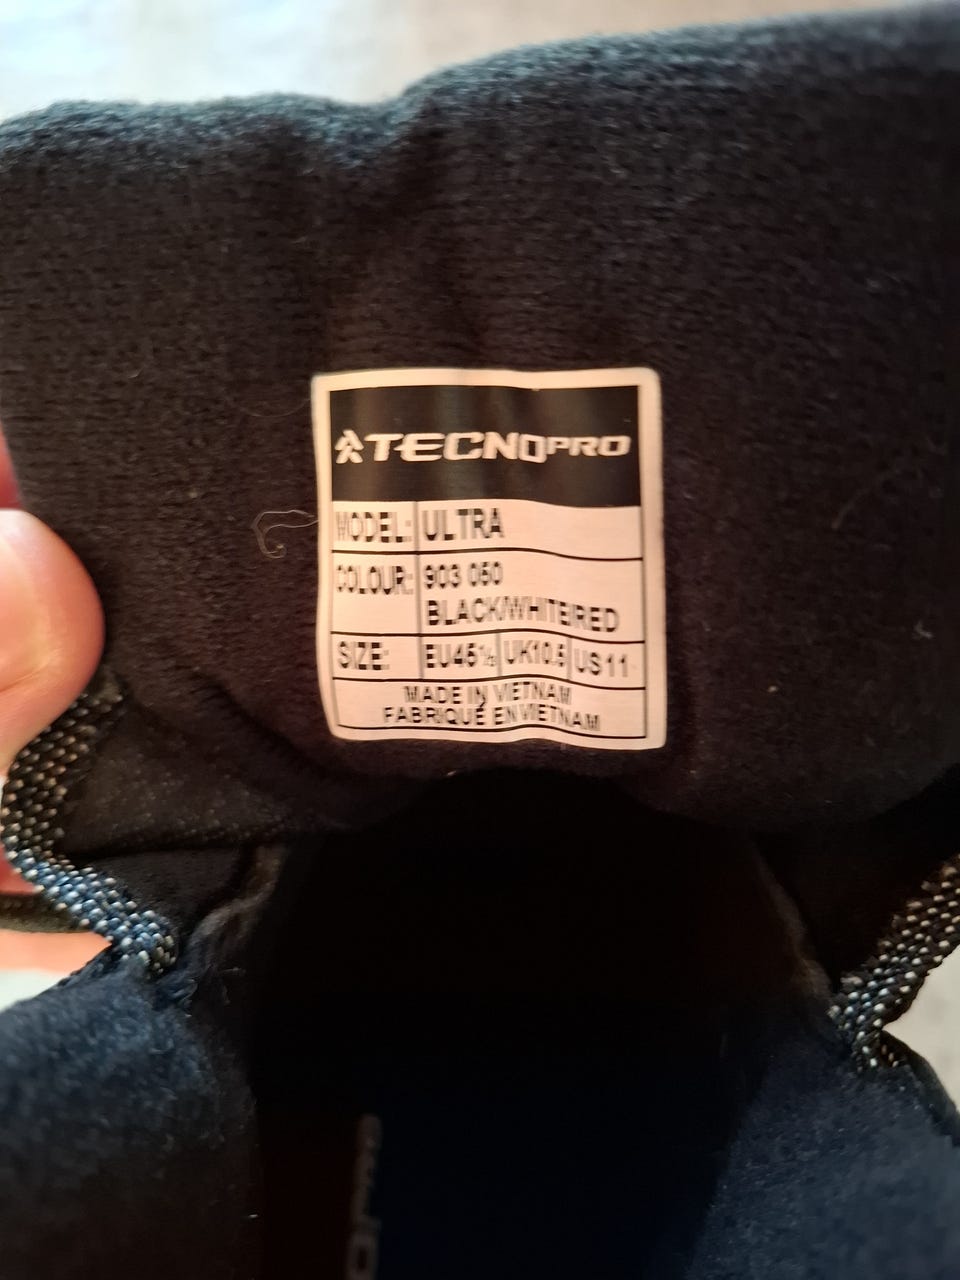 TECNOPRO
MODEL: ULTRA
COLOUR: 903 050
BLACK/WHITE/RED
SIZE: EU45½ UK10.5 US11
MADE IN VIETNAM
FABRIQUÉ EN VIETNAM